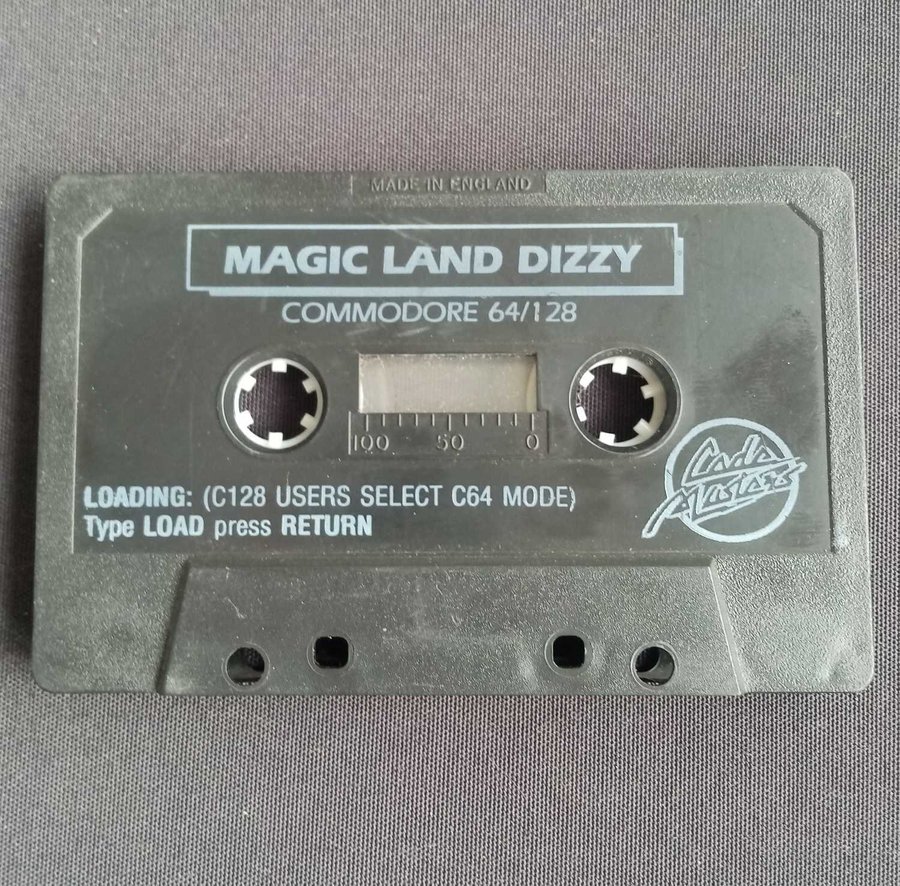 MADE IN ENGLAND
MAGIC LAND DIZZY
COMMODORE 64/128
100 50 0
Code
Masters
LOADING: (C128 USERS SELECT C64 MODE)
Type LOAD press RETURN